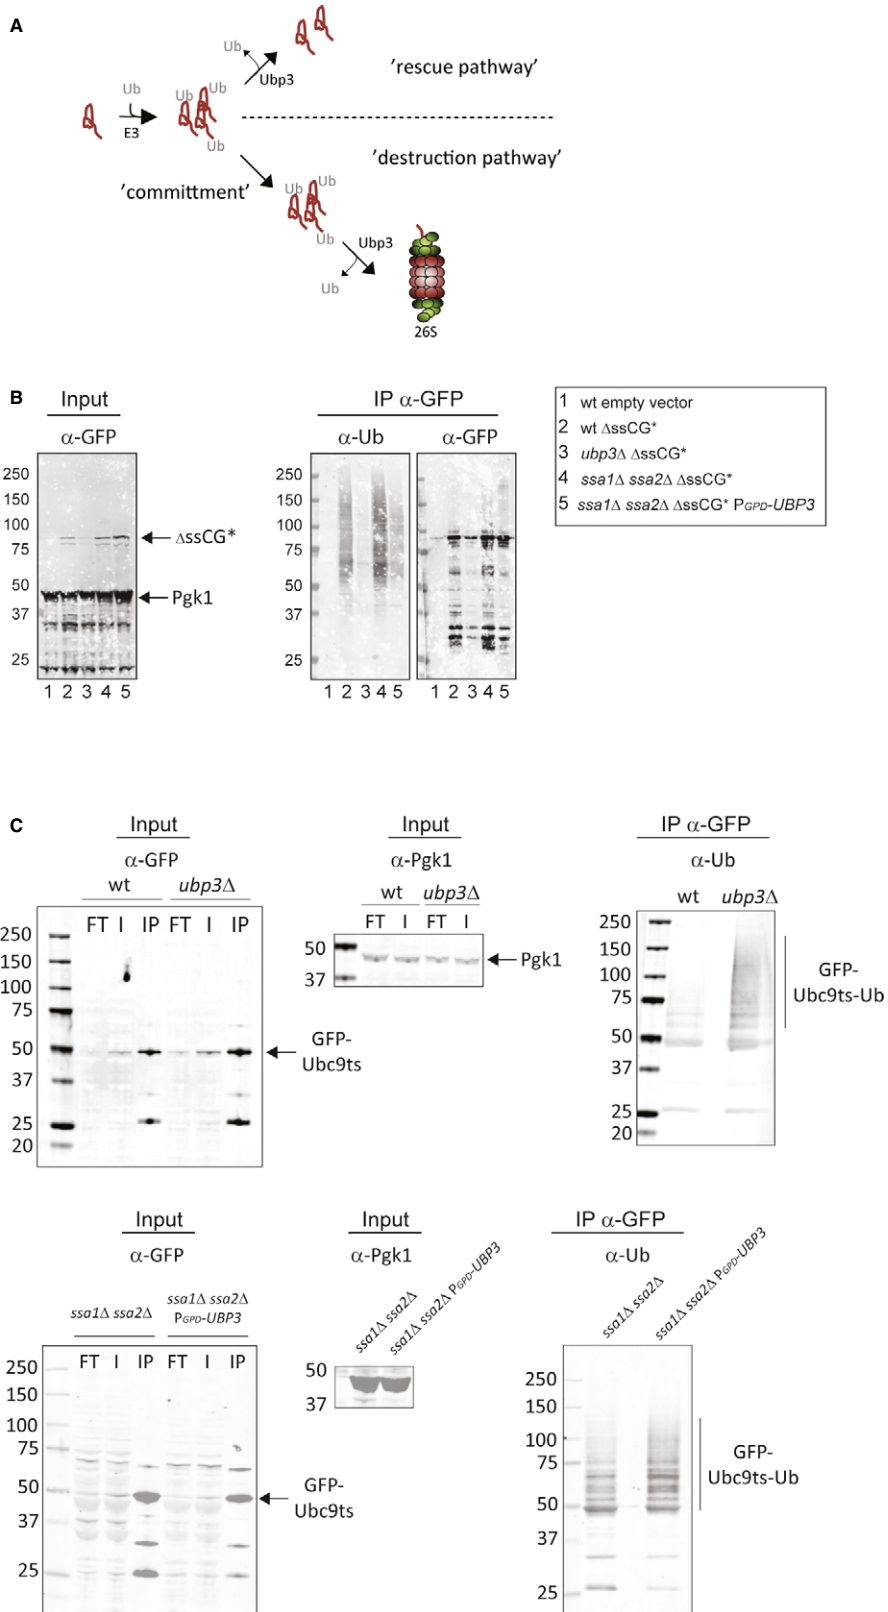 A
Ub
Ubp3
'rescue pathway'
Ub
E3
Ub
Ub
Ub
'destruction pathway'
'committment'
Ub
Ub
Ub
Ubp3
Ub
26S
B
Input
α-GFP
IP α-GFP
α-Ub
α-GFP
1 wt empty vector
2 wt ΔssCG*
3 ubp3Δ ΔssCG*
4 ssa1Δ ssa2Δ ΔssCG*
5 ssa1Δ ssa2Δ ΔssCG* PGPD-UBP3
250
150
100
75
50
37
25
ΔssCG*
Pgk1
1 2 3 4 5
250
150
100
75
50
37
25
1 2 3 4 5
1 2 3 4 5
C
Input
α-GFP
wt
ubp3Δ
FT I IP FT I IP
250
150
100
75
50
37
25
20
GFP-
Ubc9ts
Input
α-Pgk1
wt ubp3Δ
FT I FT I
50
37
Pgk1
IP α-GFP
α-Ub
wt ubp3Δ
250
150
100
75
50
37
25
20
GFP-
Ubc9ts-Ub
Input
α-GFP
ssa1Δ ssa2Δ
ssa1Δ ssa2Δ
PGPD-UBP3
FT I IP FT I IP
250
150
100
75
50
37
25
GFP-
Ubc9ts
Input
α-Pgk1
ssa1Δ ssa2Δ
ssa1Δ ssa2Δ PGPD-UBP3
50
37
IP α-GFP
α-Ub
ssa1Δ ssa2Δ
ssa1Δ ssa2Δ PGPD-UBP3
250
150
100
75
50
37
25
GFP-
Ubc9ts-Ub